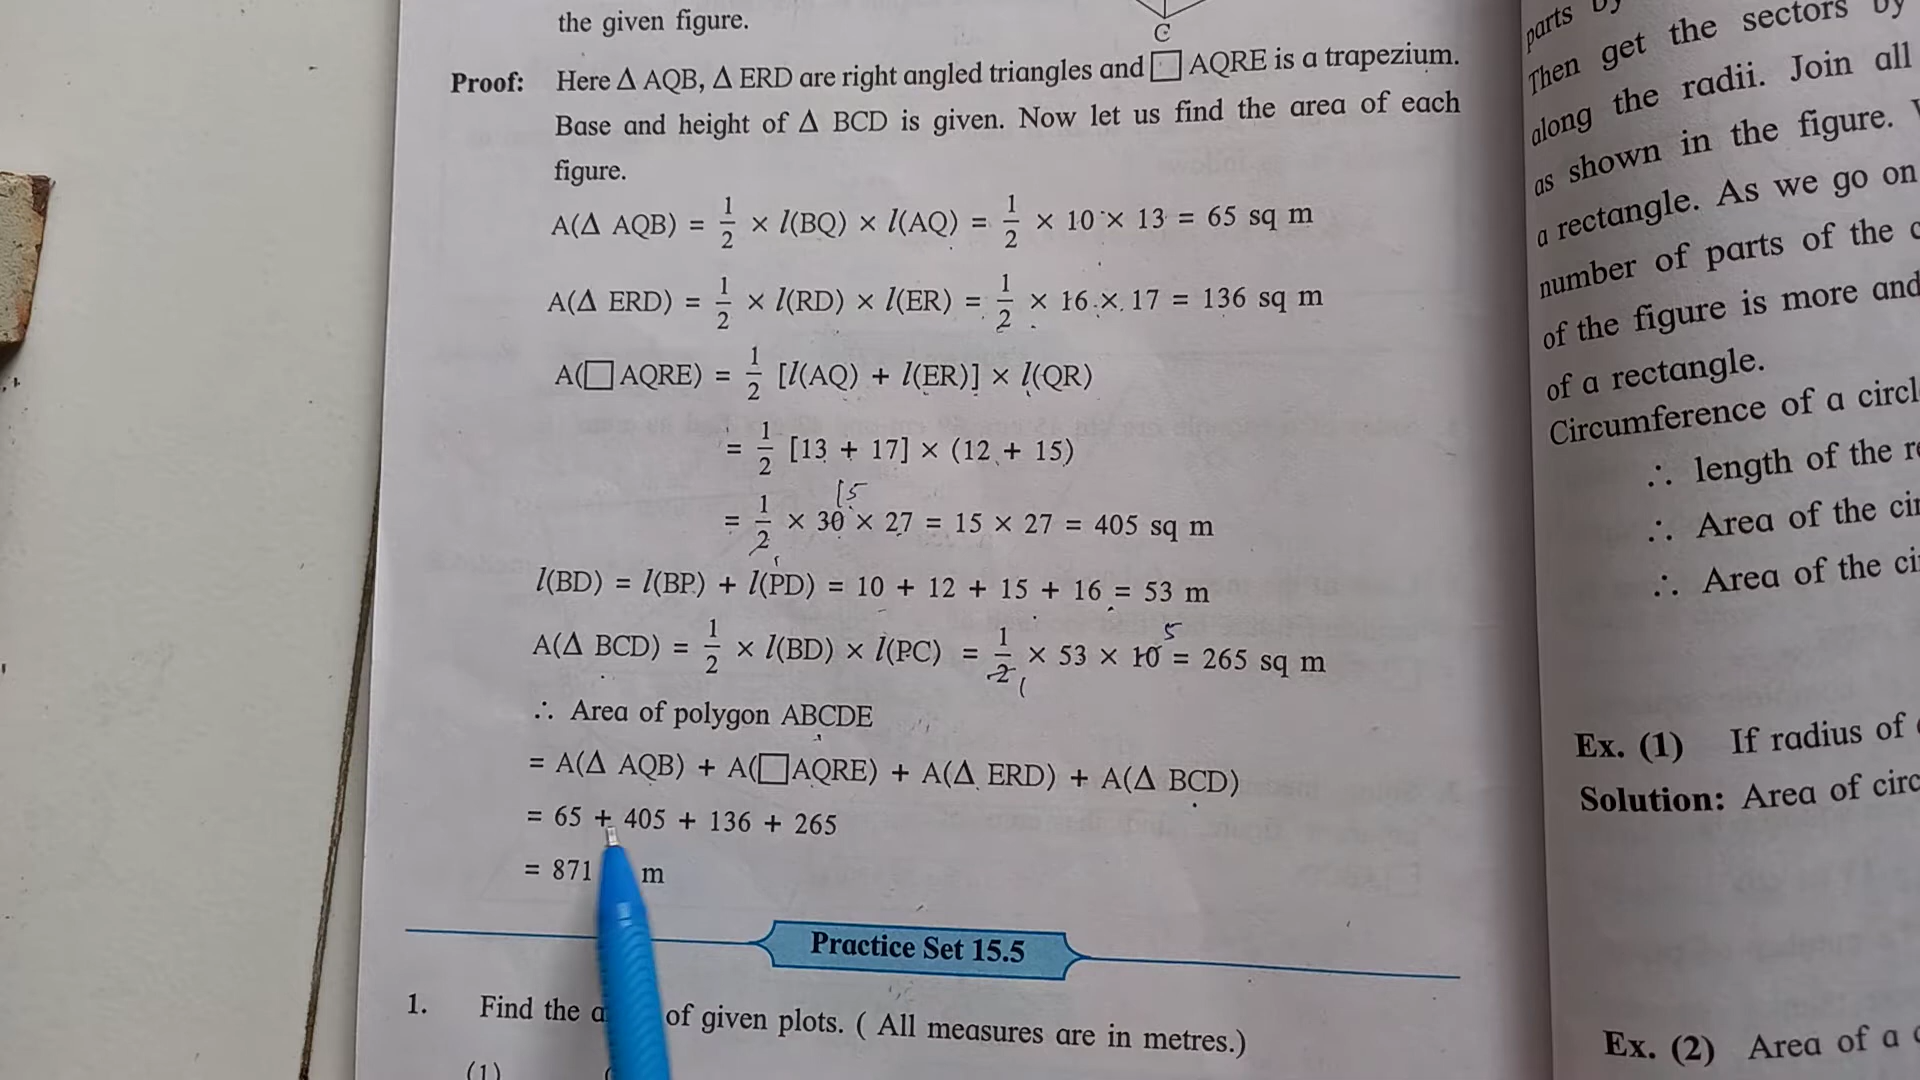 the given figure.
C
Proof: Here Δ AQB, Δ ERD are right angled triangles and □ AQRE is a trapezium.
Base and height of Δ BCD is given. Now let us find the area of each
figure.
A(Δ AQB) = 1/2 × l(BQ) × l(AQ) = 1/2 × 10 × 13 = 65 sq m
A(Δ ERD) = 1/2 × l(RD) × l(ER) = 1/2 × 16 × 17 = 136 sq m
A(□ AQRE) = 1/2 [l(AQ) + l(ER)] × l(QR)
= 1/2 [13 + 17] × (12 + 15)
15
= 1/2 × 30 × 27 = 15 × 27 = 405 sq m
1
l(BD) = l(BP) + l(PD) = 10 + 12 + 15 + 16 = 53 m
5
A(Δ BCD) = 1/2 × l(BD) × l(PC) = 1/2 × 53 × 10 = 265 sq m
1
∴ Area of polygon ABCDE
= A(Δ AQB) + A(□ AQRE) + A(Δ ERD) + A(Δ BCD)
= 65 + 405 + 136 + 265
= 871 m
Practice Set 15.5
1. Find the of given plots. ( All measures are in metres.)
(1)
parts by
Then get the sectors by
along the radii. Join all
as shown in the figure.
a rectangle. As we go on
number of parts of the
of the figure is more and
of a rectangle.
Circumference of a circl
∴ length of the
∴ Area of the
∴ Area of the
Ex. (1) If radius of
Solution: Area of circ
Ex. (2) Area of a